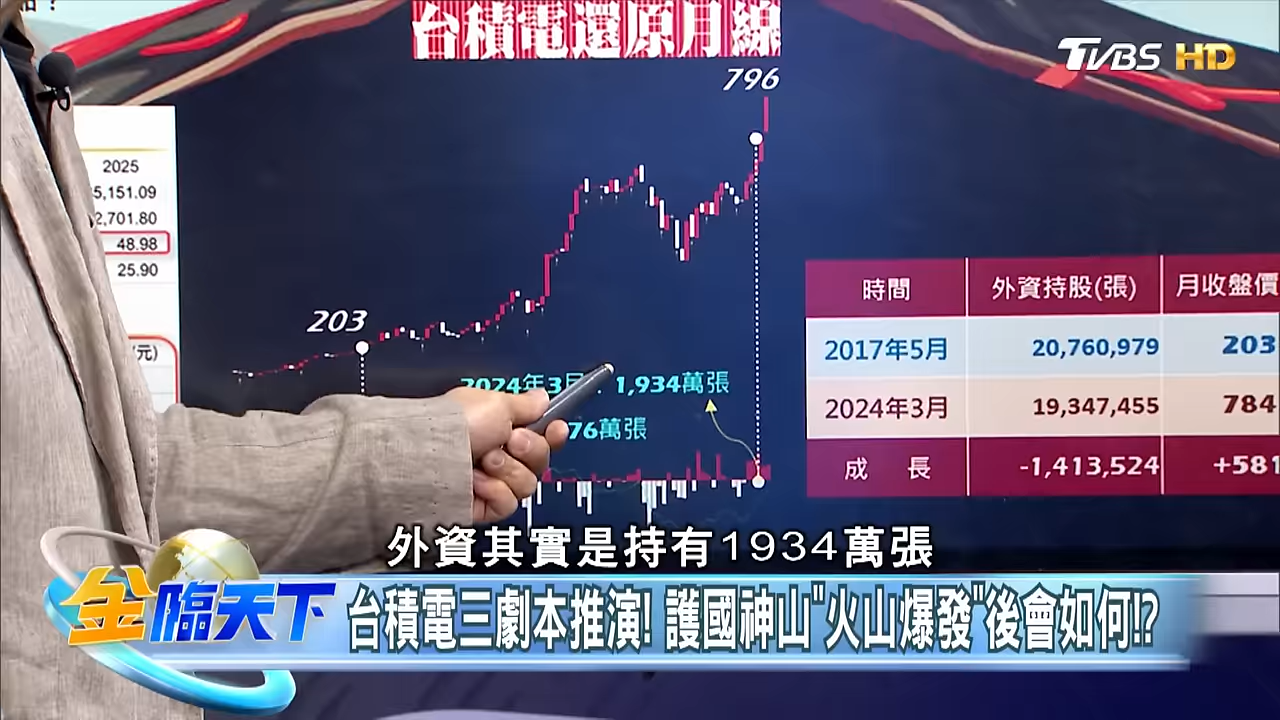 台積電還原月線
TVBS HD
796
2025
5,151.09
2,701.80
48.98
25.90
元)
203
2024年3月 1,934萬張
76萬張
時間 外資持股(張) 月收盤價
2017年5月 20,760,979 203
2024年3月 19,347,455 784
成長 -1,413,524 +581
外資其實是持有1934萬張
金臨天下
台積電三劇本推演! 護國神山"火山爆發"後會如何!?